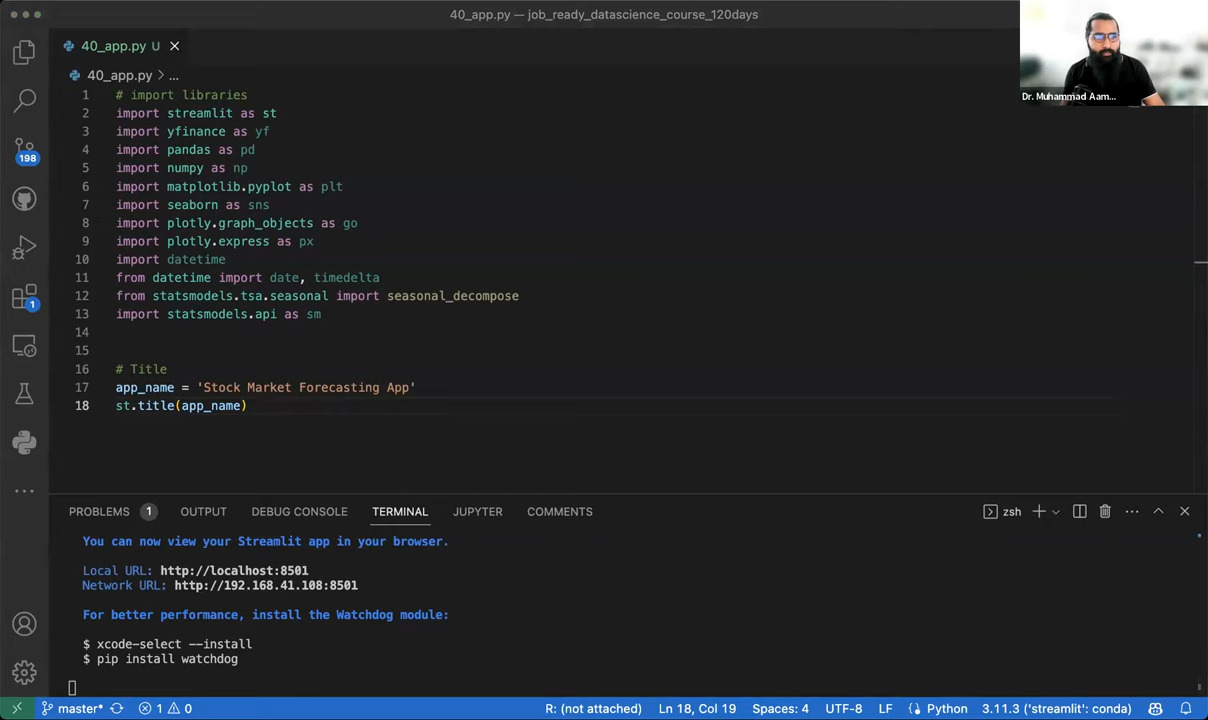 40_app.py — job_ready_datascience_course_120days
40_app.py U
40_app.py > ...
1 # import libraries
2 import streamlit as st
3 import yfinance as yf
4 import pandas as pd
5 import numpy as np
6 import matplotlib.pyplot as plt
7 import seaborn as sns
8 import plotly.graph_objects as go
9 import plotly.express as px
10 import datetime
11 from datetime import date, timedelta
12 from statsmodels.tsa.seasonal import seasonal_decompose
13 import statsmodels.api as sm
14
15
16 # Title
17 app_name = 'Stock Market Forecasting App'
18 st.title(app_name)
Dr. Muhammad Aam...
198
1
PROBLEMS 1 OUTPUT DEBUG CONSOLE TERMINAL JUPYTER COMMENTS zsh
You can now view your Streamlit app in your browser.
Local URL: http://localhost:8501
Network URL: http://192.168.41.108:8501
For better performance, install the Watchdog module:
$ xcode-select --install
$ pip install watchdog
master* 1 0 R: (not attached) Ln 18, Col 19 Spaces: 4 UTF-8 LF Python 3.11.3 ('streamlit': conda)